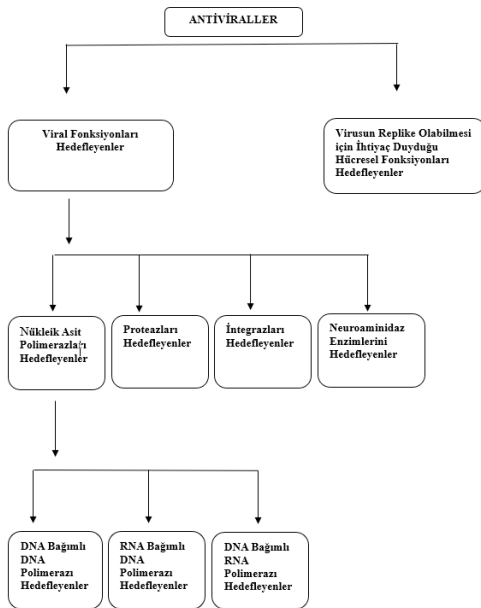 ANTİVİRALLER
Viral Fonksiyonları
Hedefleyenler
Virusun Replike Olabilmesi
için İhtiyaç Duyduğu
Hücresel Fonksiyonları
Hedefleyenler
Nükleik Asit
Polimerazları
Hedefleyenler
Proteazları
Hedefleyenler
İntegrazları
Hedefleyenler
Neuroaminidaz
Enzimlerini
Hedefleyenler
DNA Bağımlı
DNA
Polimerazı
Hedefleyenler
RNA Bağımlı
DNA
Polimerazı
Hedefleyenler
DNA Bağımlı
RNA
Polimerazı
Hedefleyenler